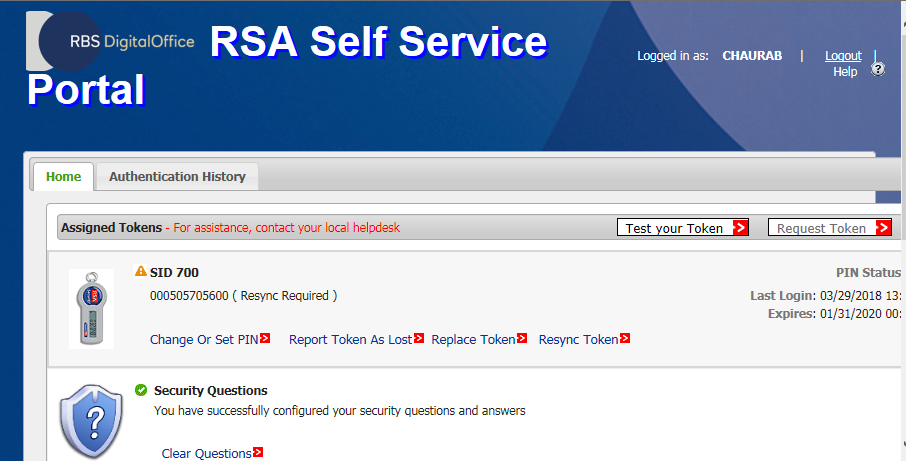 RBS DigitalOffice RSA Self Service
Portal
Logged in as: CHAURAB | Logout |
Help ?
Home Authentication History
Assigned Tokens - For assistance, contact your local helpdesk Test your Token Request Token
SID 700 PIN Status
000505705600 ( Resync Required ) Last Login: 03/29/2018 13:
Expires: 01/31/2020 00:
Change Or Set PIN Report Token As Lost Replace Token Resync Token
Security Questions
You have successfully configured your security questions and answers
Clear Questions